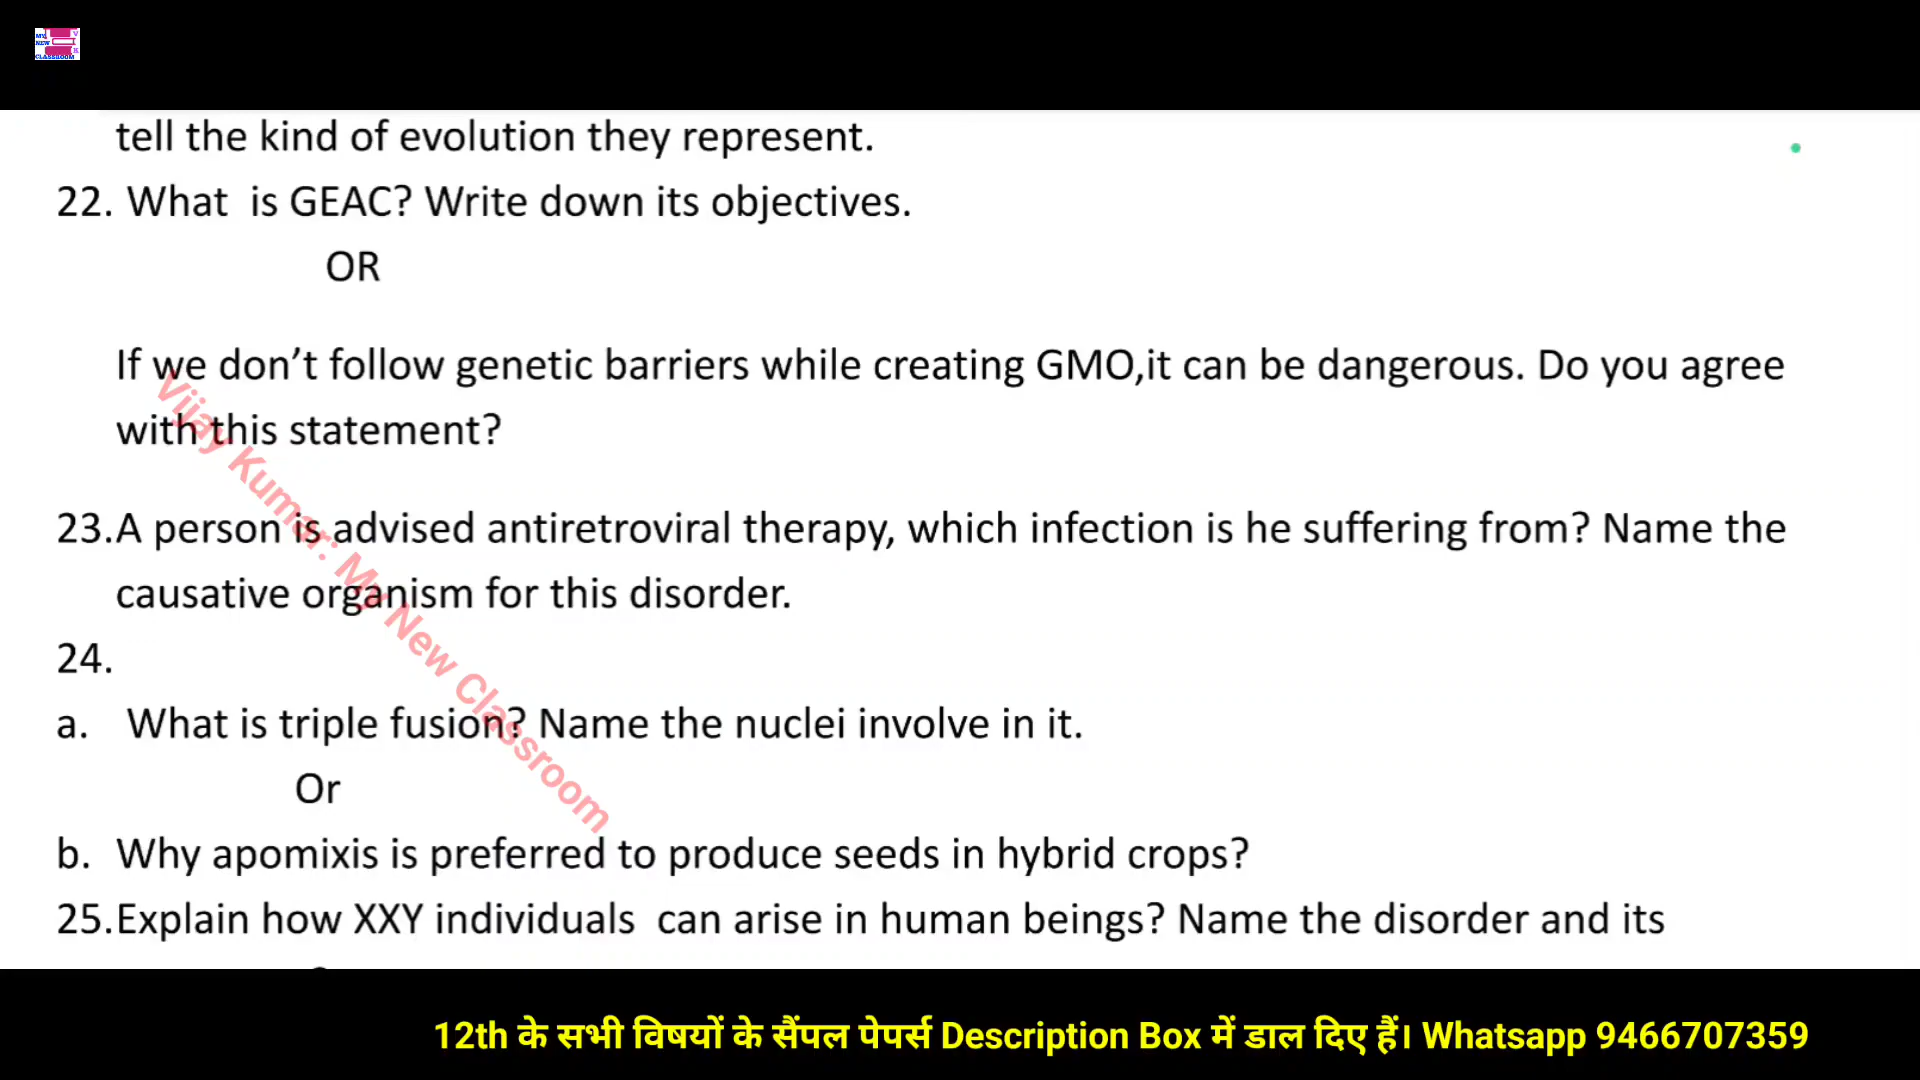 MY
NEW
CLASSROOM
tell the kind of evolution they represent.
22. What is GEAC? Write down its objectives.
OR
If we don’t follow genetic barriers while creating GMO,it can be dangerous. Do you agree
with this statement?
23.A person is advised antiretroviral therapy, which infection is he suffering from? Name the
causative organism for this disorder.
24.
a. What is triple fusion? Name the nuclei involve in it.
Or
b. Why apomixis is preferred to produce seeds in hybrid crops?
25.Explain how XXY individuals can arise in human beings? Name the disorder and its
Vijay Kumar: My New Classroom
12th के सभी विषयों के सैंपल पेपर्स Description Box में डाल दिए हैं। Whatsapp 9466707359